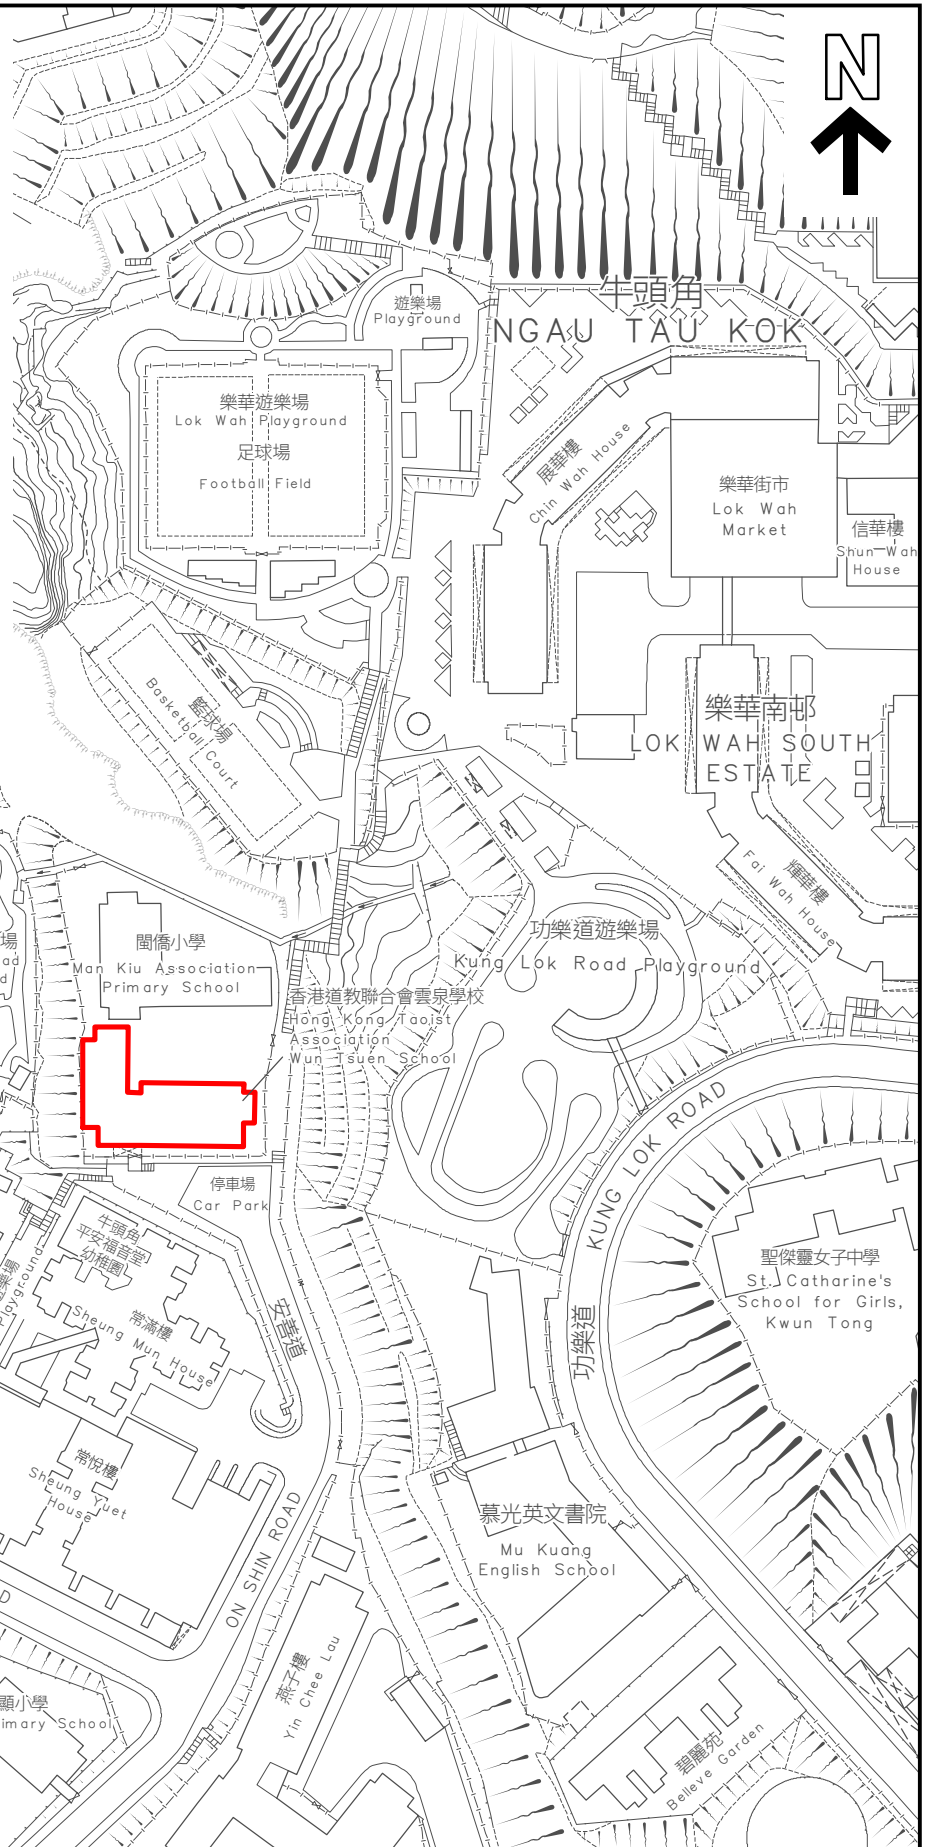 N
牛頭角
NGAU TAU KOK
遊樂場
Playground
樂華遊樂場
Lok Wah Playground
足球場
Football Field
展華樓
Chin Wah House
樂華街市
Lok Wah
Market
信華樓
Shun Wah
House
籃球場
Basketball Court
樂華南邨
LOK WAH SOUTH
ESTATE
輝華樓
Fai Wah House
場
ad
d
閩僑小學
Man Kiu Association
Primary School
功樂道遊樂場
Kung Lok Road Playground
香港道教聯合會雲泉學校
Hong Kong Taoist
Association
Wun Tsuen School
停車場
Car Park
KUNG LOK ROAD
功樂道
牛頭角
平安福音堂
幼稚園
樂場
Playground
常滿樓
Sheung Mun House
安善道
聖傑靈女子中學
St. Catharine's
School for Girls,
Kwun Tong
常悅樓
Sheung Yuet
House
ON SHIN ROAD
慕光英文書院
Mu Kuang
English School
D
燕子樓
Yin Chee Lau
顯小學
imary School
碧麗苑
Belleve Garden